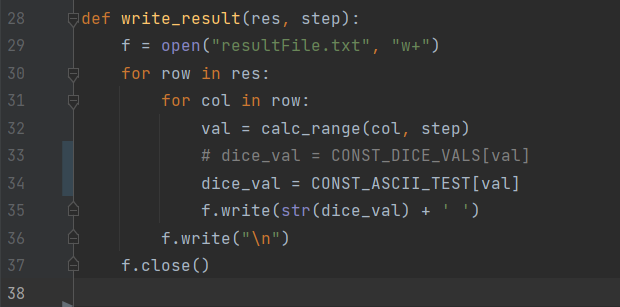 28 def write_result(res, step):
29     f = open("resultFile.txt", "w+")
30     for row in res:
31         for col in row:
32             val = calc_range(col, step)
33             # dice_val = CONST_DICE_VALS[val]
34             dice_val = CONST_ASCII_TEST[val]
35             f.write(str(dice_val) + ' ')
36         f.write("\n")
37     f.close()
38